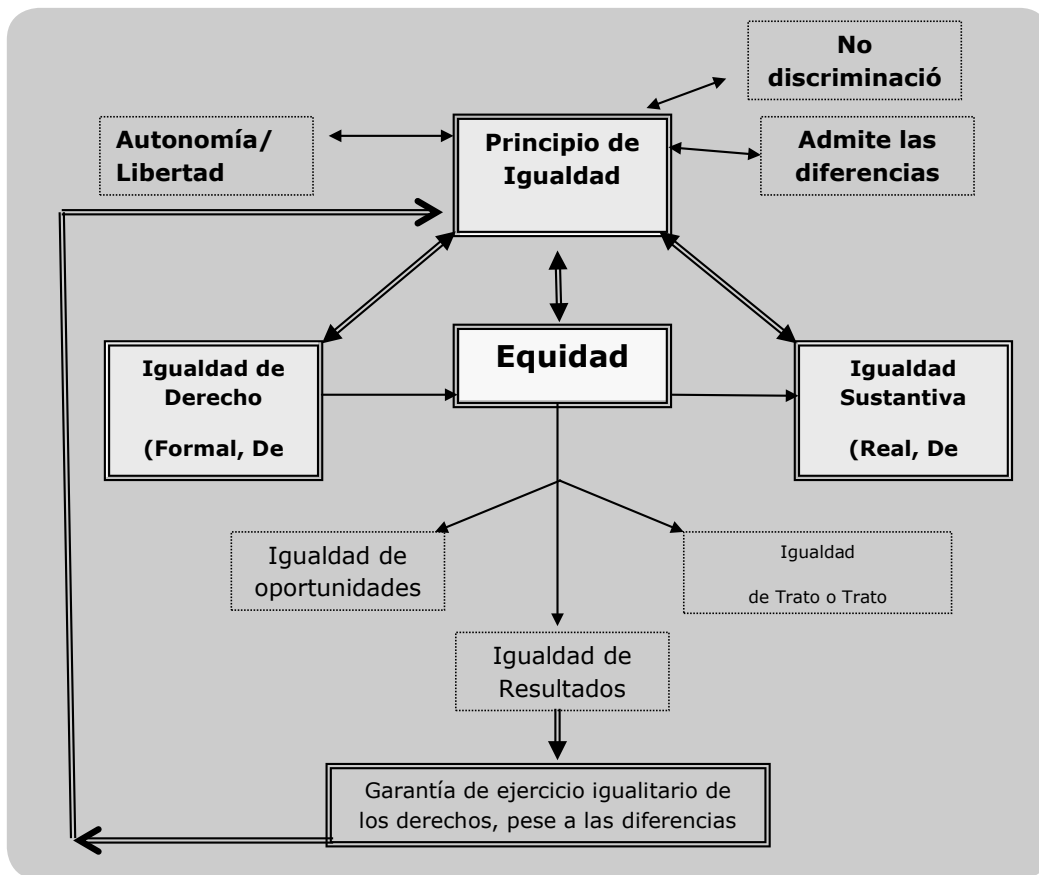 No
discriminació
Autonomía/
Libertad
Principio de
Igualdad
Admite las
diferencias
Igualdad de
Derecho
(Formal, De
Equidad
Igualdad
Sustantiva
(Real, De
Igualdad de
oportunidades
Igualdad
de Trato o Trato
Igualdad de
Resultados
Garantía de ejercicio igualitario de
los derechos, pese a las diferencias